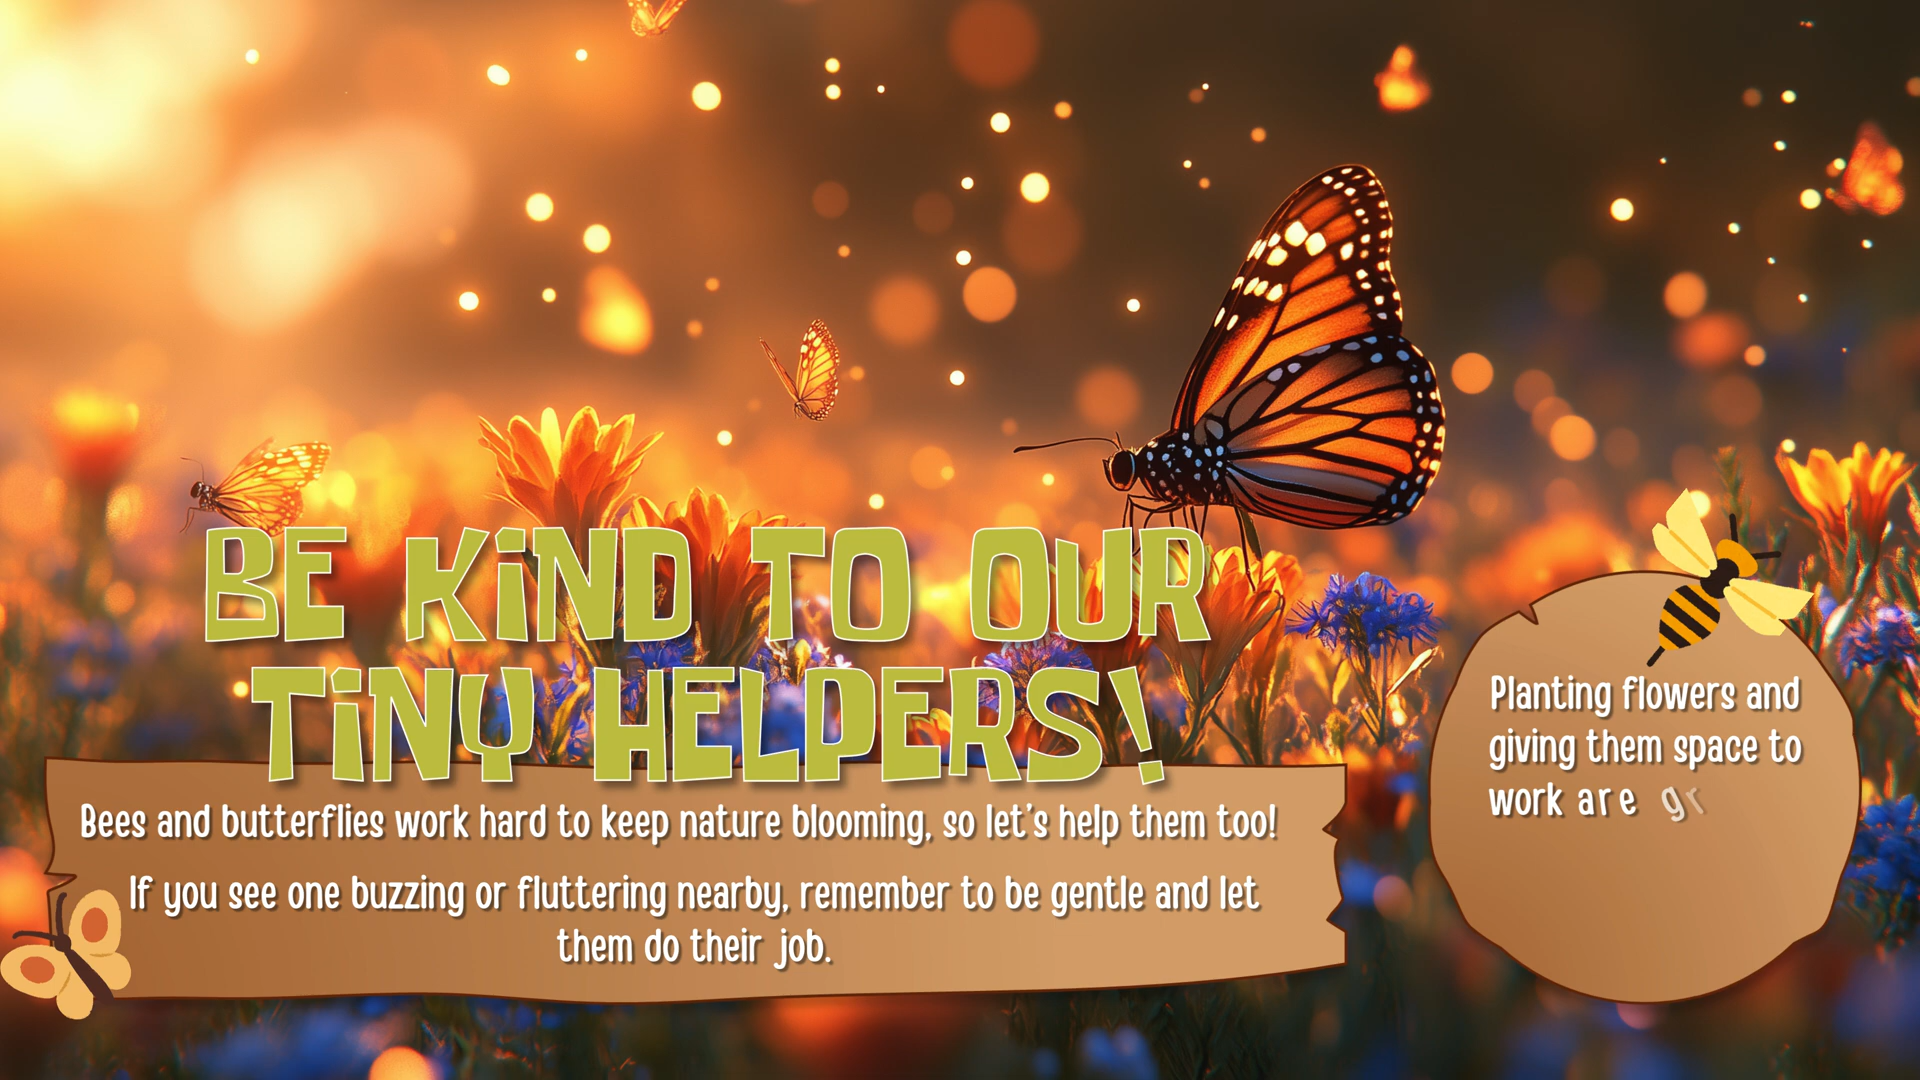 BE KiND TO OUR
TiNY HELPERS!
Bees and butterflies work hard to keep nature blooming, so let's help them too!
If you see one buzzing or fluttering nearby, remember to be gentle and let
them do their job.
Planting flowers and
giving them space to
work are gr